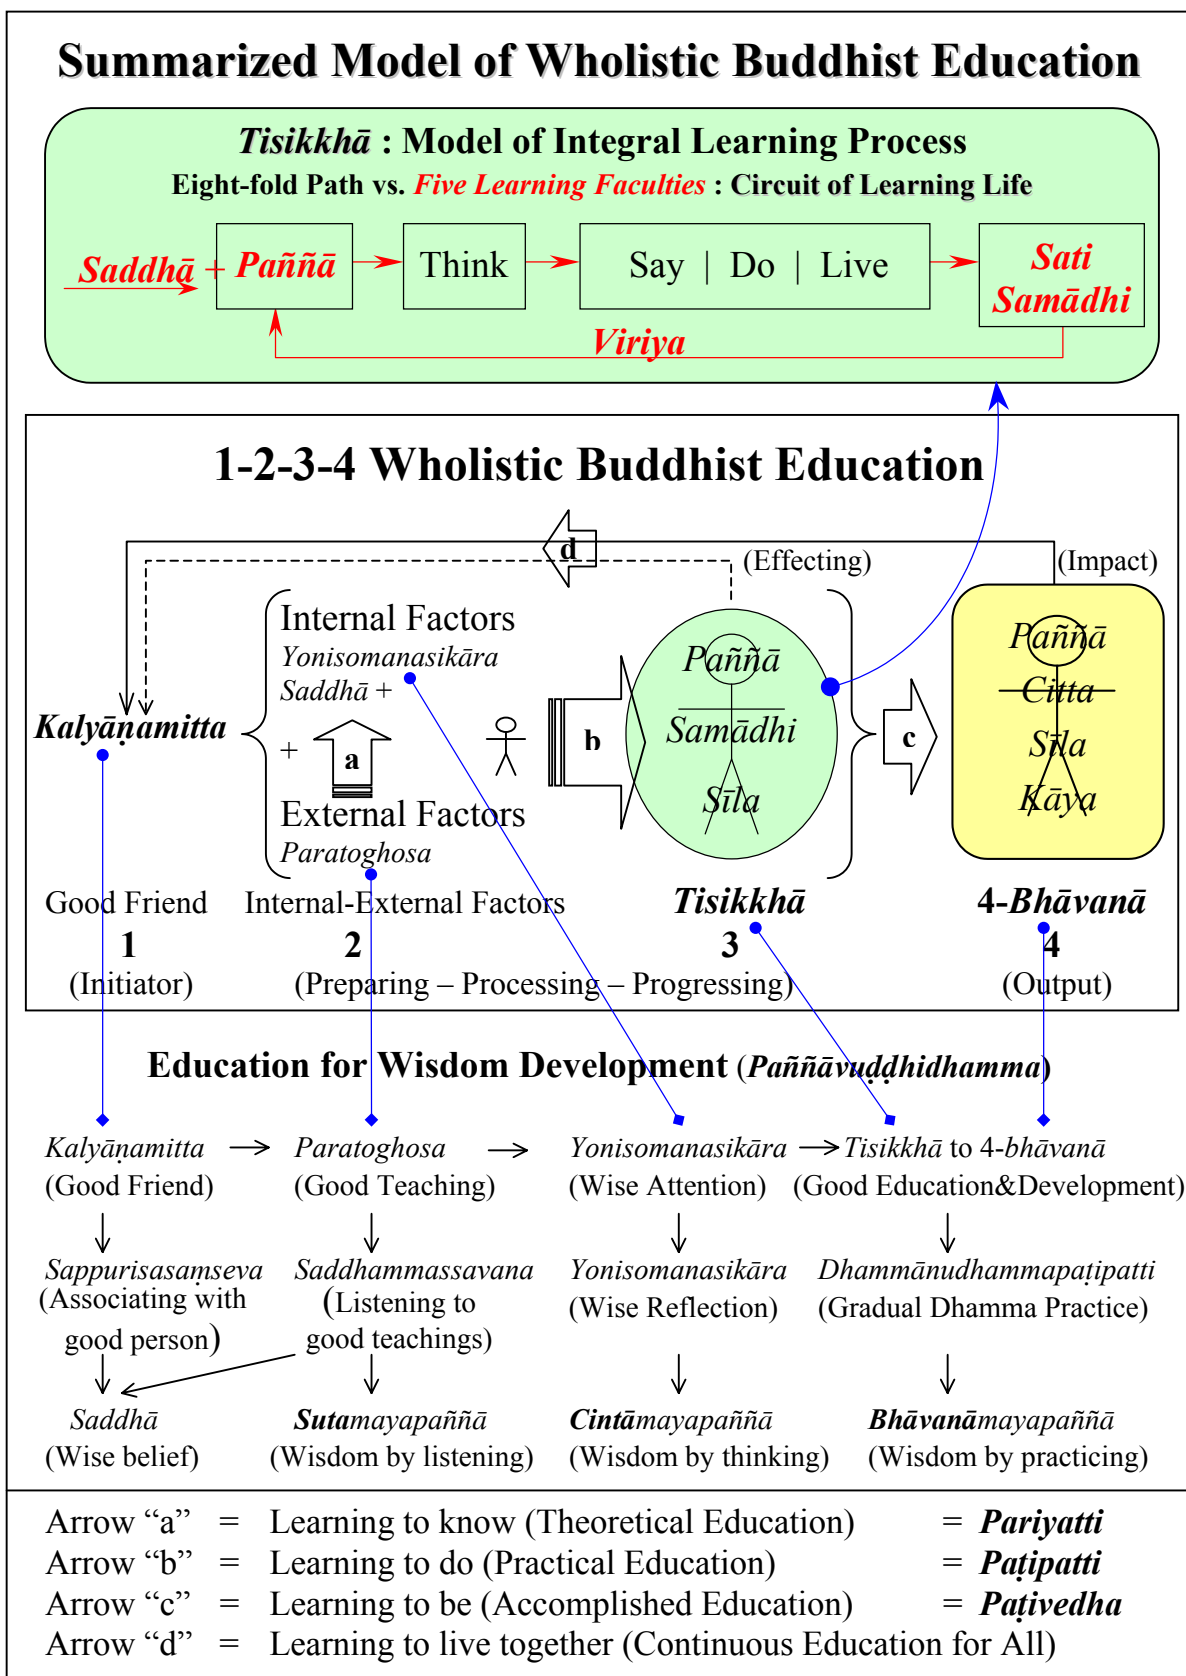 Summarized Model of Wholistic Buddhist Education
Tisikkhā : Model of Integral Learning Process
Eight-fold Path vs. Five Learning Faculties : Circuit of Learning Life
Saddhā + Paññā Think Say | Do | Live Sati
Samādhi
Viriya
1-2-3-4 Wholistic Buddhist Education
d
(Effecting) (Impact)
Internal Factors
Yonisomanasikāra
Saddhā +
Paññā
Paññā
Citta
Kalyāṇamitta
+ a
b
Samādhi
c
Sīla
Sīla
Kāya
External Factors
Paratoghosa
Good Friend Internal-External Factors Tisikkhā 4-Bhāvanā
1 2 3 4
(Initiator) (Preparing – Processing – Progressing) (Output)
Education for Wisdom Development (Paññāvuḍḍhidhamma)
Kalyāṇamitta Paratoghosa Yonisomanasikāra Tisikkhā to 4-bhāvanā
(Good Friend) (Good Teaching) (Wise Attention) (Good Education&Development)
Sappurisasaṃseva Saddhammassavana Yonisomanasikāra Dhammānudhammapaṭipatti
(Associating with (Listening to (Wise Reflection) (Gradual Dhamma Practice)
good person) good teachings)
Saddhā Sutamayapaññā Cintāmayapaññā Bhāvanāmayapaññā
(Wise belief) (Wisdom by listening) (Wisdom by thinking) (Wisdom by practicing)
Arrow “a” = Learning to know (Theoretical Education) = Pariyatti
Arrow “b” = Learning to do (Practical Education) = Paṭipatti
Arrow “c” = Learning to be (Accomplished Education) = Paṭivedha
Arrow “d” = Learning to live together (Continuous Education for All)